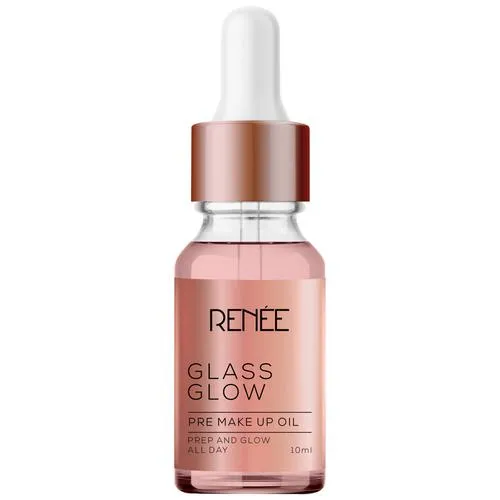 RENÉE
GLASS
GLOW
PRE MAKE UP OIL
PREP AND GLOW
ALL DAY
10ml